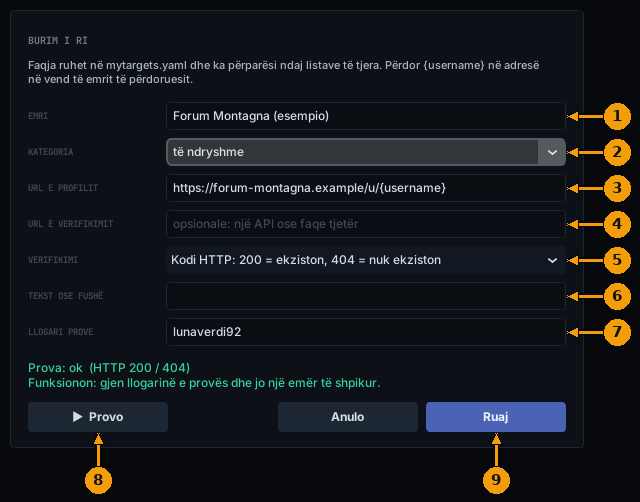 BURIM I RI
Faqja ruhet në mytargets.yaml dhe ka përparësi ndaj listave të tjera. Përdor {username} në adresë
në vend të emrit të përdoruesit.
EMRI
Forum Montagna (esempio)
1
KATEGORIA
të ndryshme
2
URL E PROFILIT
https://forum-montagna.example/u/{username}
3
URL E VERIFIKIMIT
opsionale: një API ose faqe tjetër
4
VERIFIKIMI
Kodi HTTP: 200 = ekziston, 404 = nuk ekziston
5
TEKST OSE FUSHË
6
LLOGARI PROVE
lunaverdi92
7
Prova: ok (HTTP 200 / 404)
Funksionon: gjen llogarinë e provës dhe jo një emër të shpikur.
▶ Provo
Anulo
Ruaj
8
9